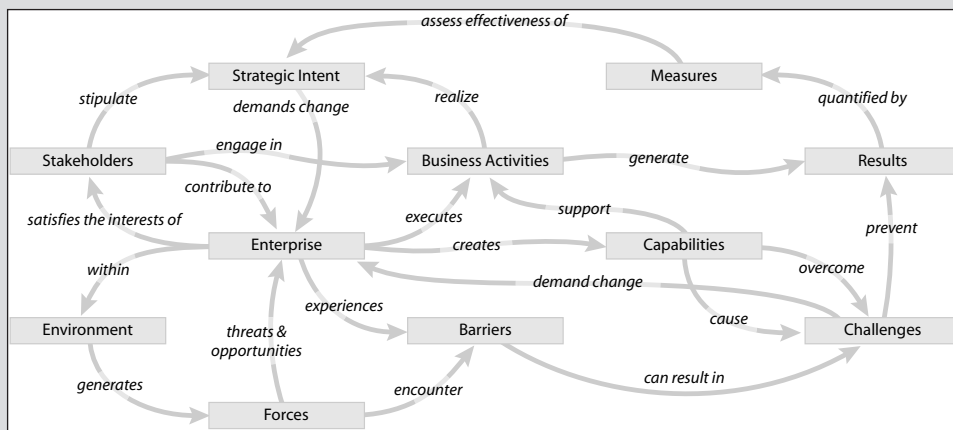 assess effectiveness of
Strategic Intent
Measures
stipulate
demands change
realize
quantified by
engage in
Stakeholders
Business Activities
generate
Results
contribute to
satisfies the interests of
executes
support
prevent
Enterprise
creates
Capabilities
within
demand change
overcome
experiences
cause
Environment
threats &
opportunities
Barriers
Challenges
generates
encounter
can result in
Forces